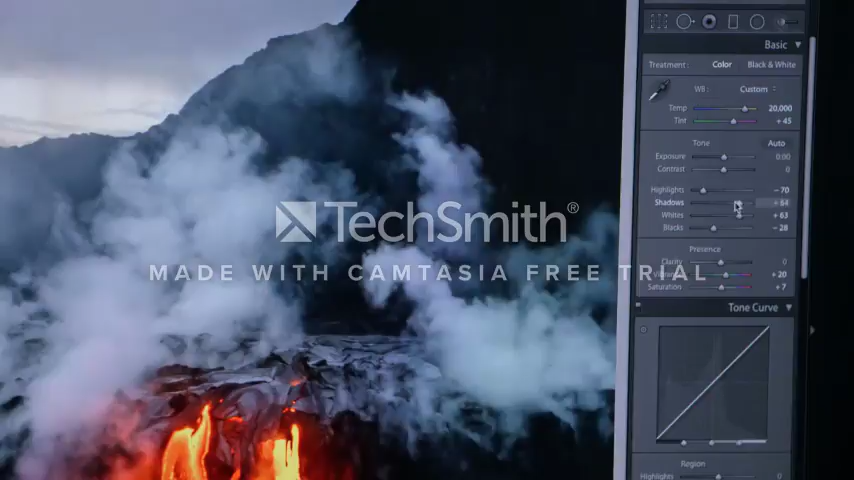 Basic
Treatment: Color Black & White
WB: Custom
Temp 20,000
Tint + 45
Tone Auto
Exposure 0:00
Contrast 0
Highlights − 70
Shadows + 64
Whites + 63
Blacks − 28
TechSmith®
MADE WITH CAMTASIA FREE TRIAL
Presence
Clarity 0
+ 20
Saturation + 7
Tone Curve
Region
Highlights 0